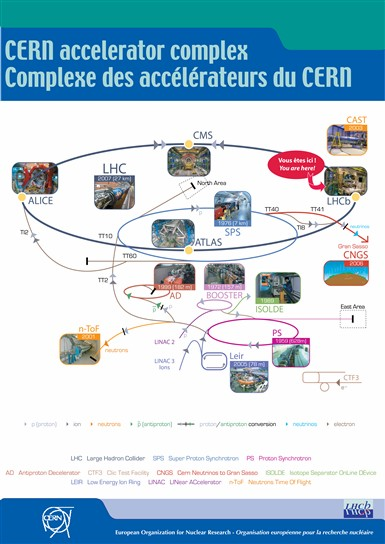 CERN accelerator complex
Complexe des accélérateurs du CERN
CAST
2003
CMS
Vous êtes ici !
You are here!
LHC
2007 (27 km)
North Area
ALICE
LHCb
TT40
TT41
SPS
1976 (7 km)
TI8
neutrinos
TI2
TT10
ATLAS
Gran Sasso
TT60
CNGS
2006
TT2
AD
1999 (182 m)
BOOSTER
1972 (157 m)
ISOLDE
1989
East Area
n-ToF
2001
neutrons
LINAC 2
LINAC 3
Ions
PS
1959 (628m)
Leir
2005 (78 m)
CTF3
e-
p (proton)
ion
neutrons
p̄ (antiproton)
proton/antiproton conversion
neutrinos
electron
LHC Large Hadron Collider SPS Super Proton Synchrotron PS Proton Synchrotron
AD Antiproton Decelerator CTF3 Clic Test Facility CNGS Cern Neutrinos to Gran Sasso ISOLDE Isotope Separator OnLine DEvice
LEIR Low Energy Ion Ring LINAC LINear ACcelerator n-ToF Neutrons Time Of Flight
CERN
European Organization for Nuclear Research - Organisation européenne pour la recherche nucléaire
LHCb